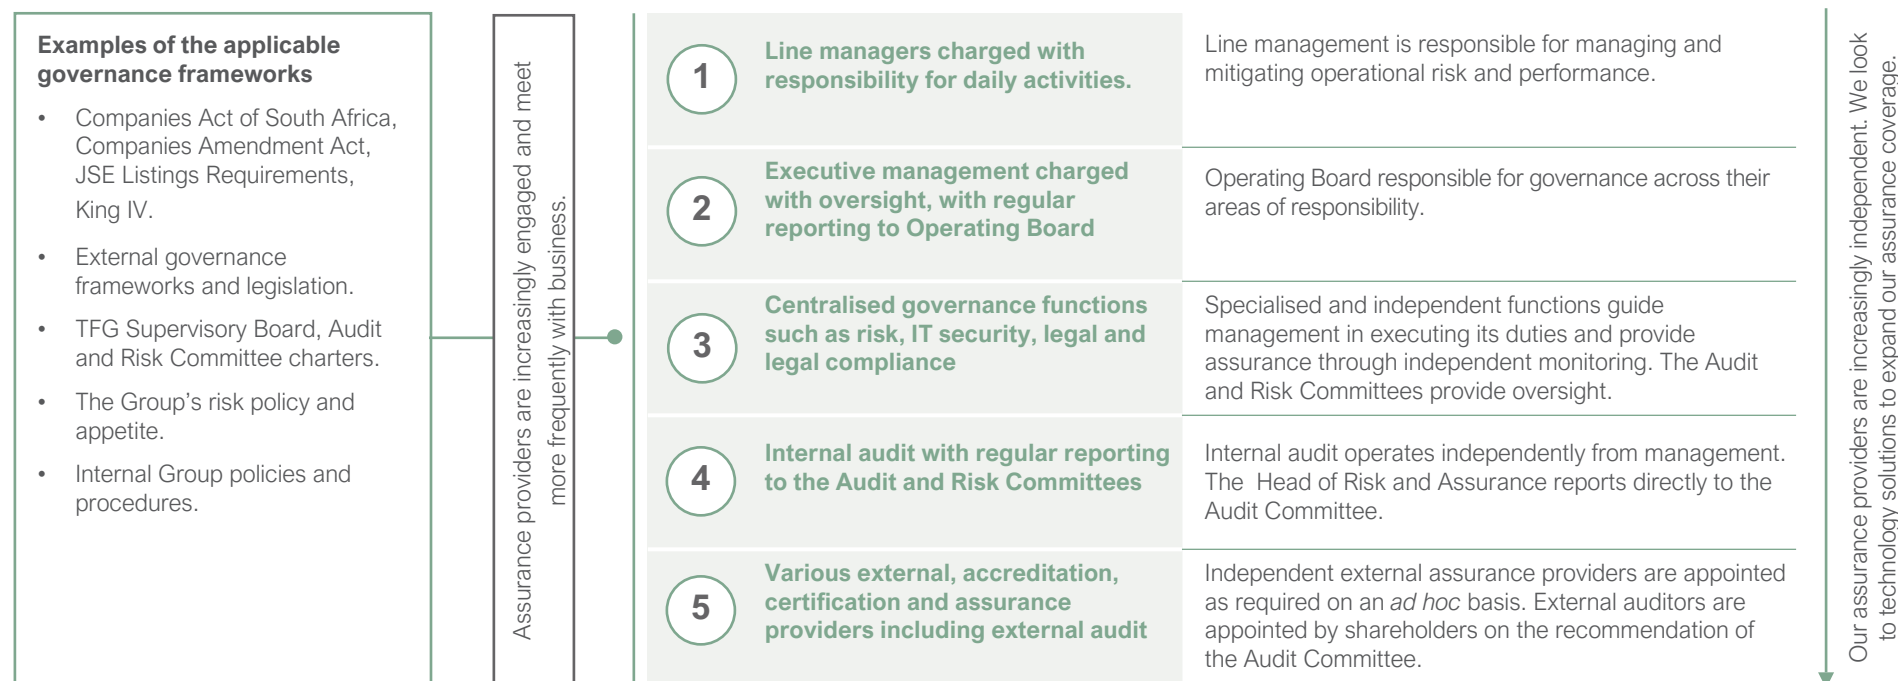 Examples of the applicable
governance frameworks
• Companies Act of South Africa,
Companies Amendment Act,
JSE Listings Requirements,
King IV.
• External governance
frameworks and legislation.
• TFG Supervisory Board, Audit
and Risk Committee charters.
• The Group’s risk policy and
appetite.
• Internal Group policies and
procedures.
Assurance providers are increasingly engaged and meet
more frequently with business.
1
Line managers charged with
responsibility for daily activities.
Line management is responsible for managing and
mitigating operational risk and performance.
2
Executive management charged
with oversight, with regular
reporting to Operating Board
Operating Board responsible for governance across their
areas of responsibility.
3
Centralised governance functions
such as risk, IT security, legal and
legal compliance
Specialised and independent functions guide
management in executing its duties and provide
assurance through independent monitoring. The Audit
and Risk Committees provide oversight.
4
Internal audit with regular reporting
to the Audit and Risk Committees
Internal audit operates independently from management.
The Head of Risk and Assurance reports directly to the
Audit Committee.
5
Various external, accreditation,
certification and assurance
providers including external audit
Independent external assurance providers are appointed
as required on an ad hoc basis. External auditors are
appointed by shareholders on the recommendation of
the Audit Committee.
Our assurance providers are increasingly independent. We look
to technology solutions to expand our assurance coverage.